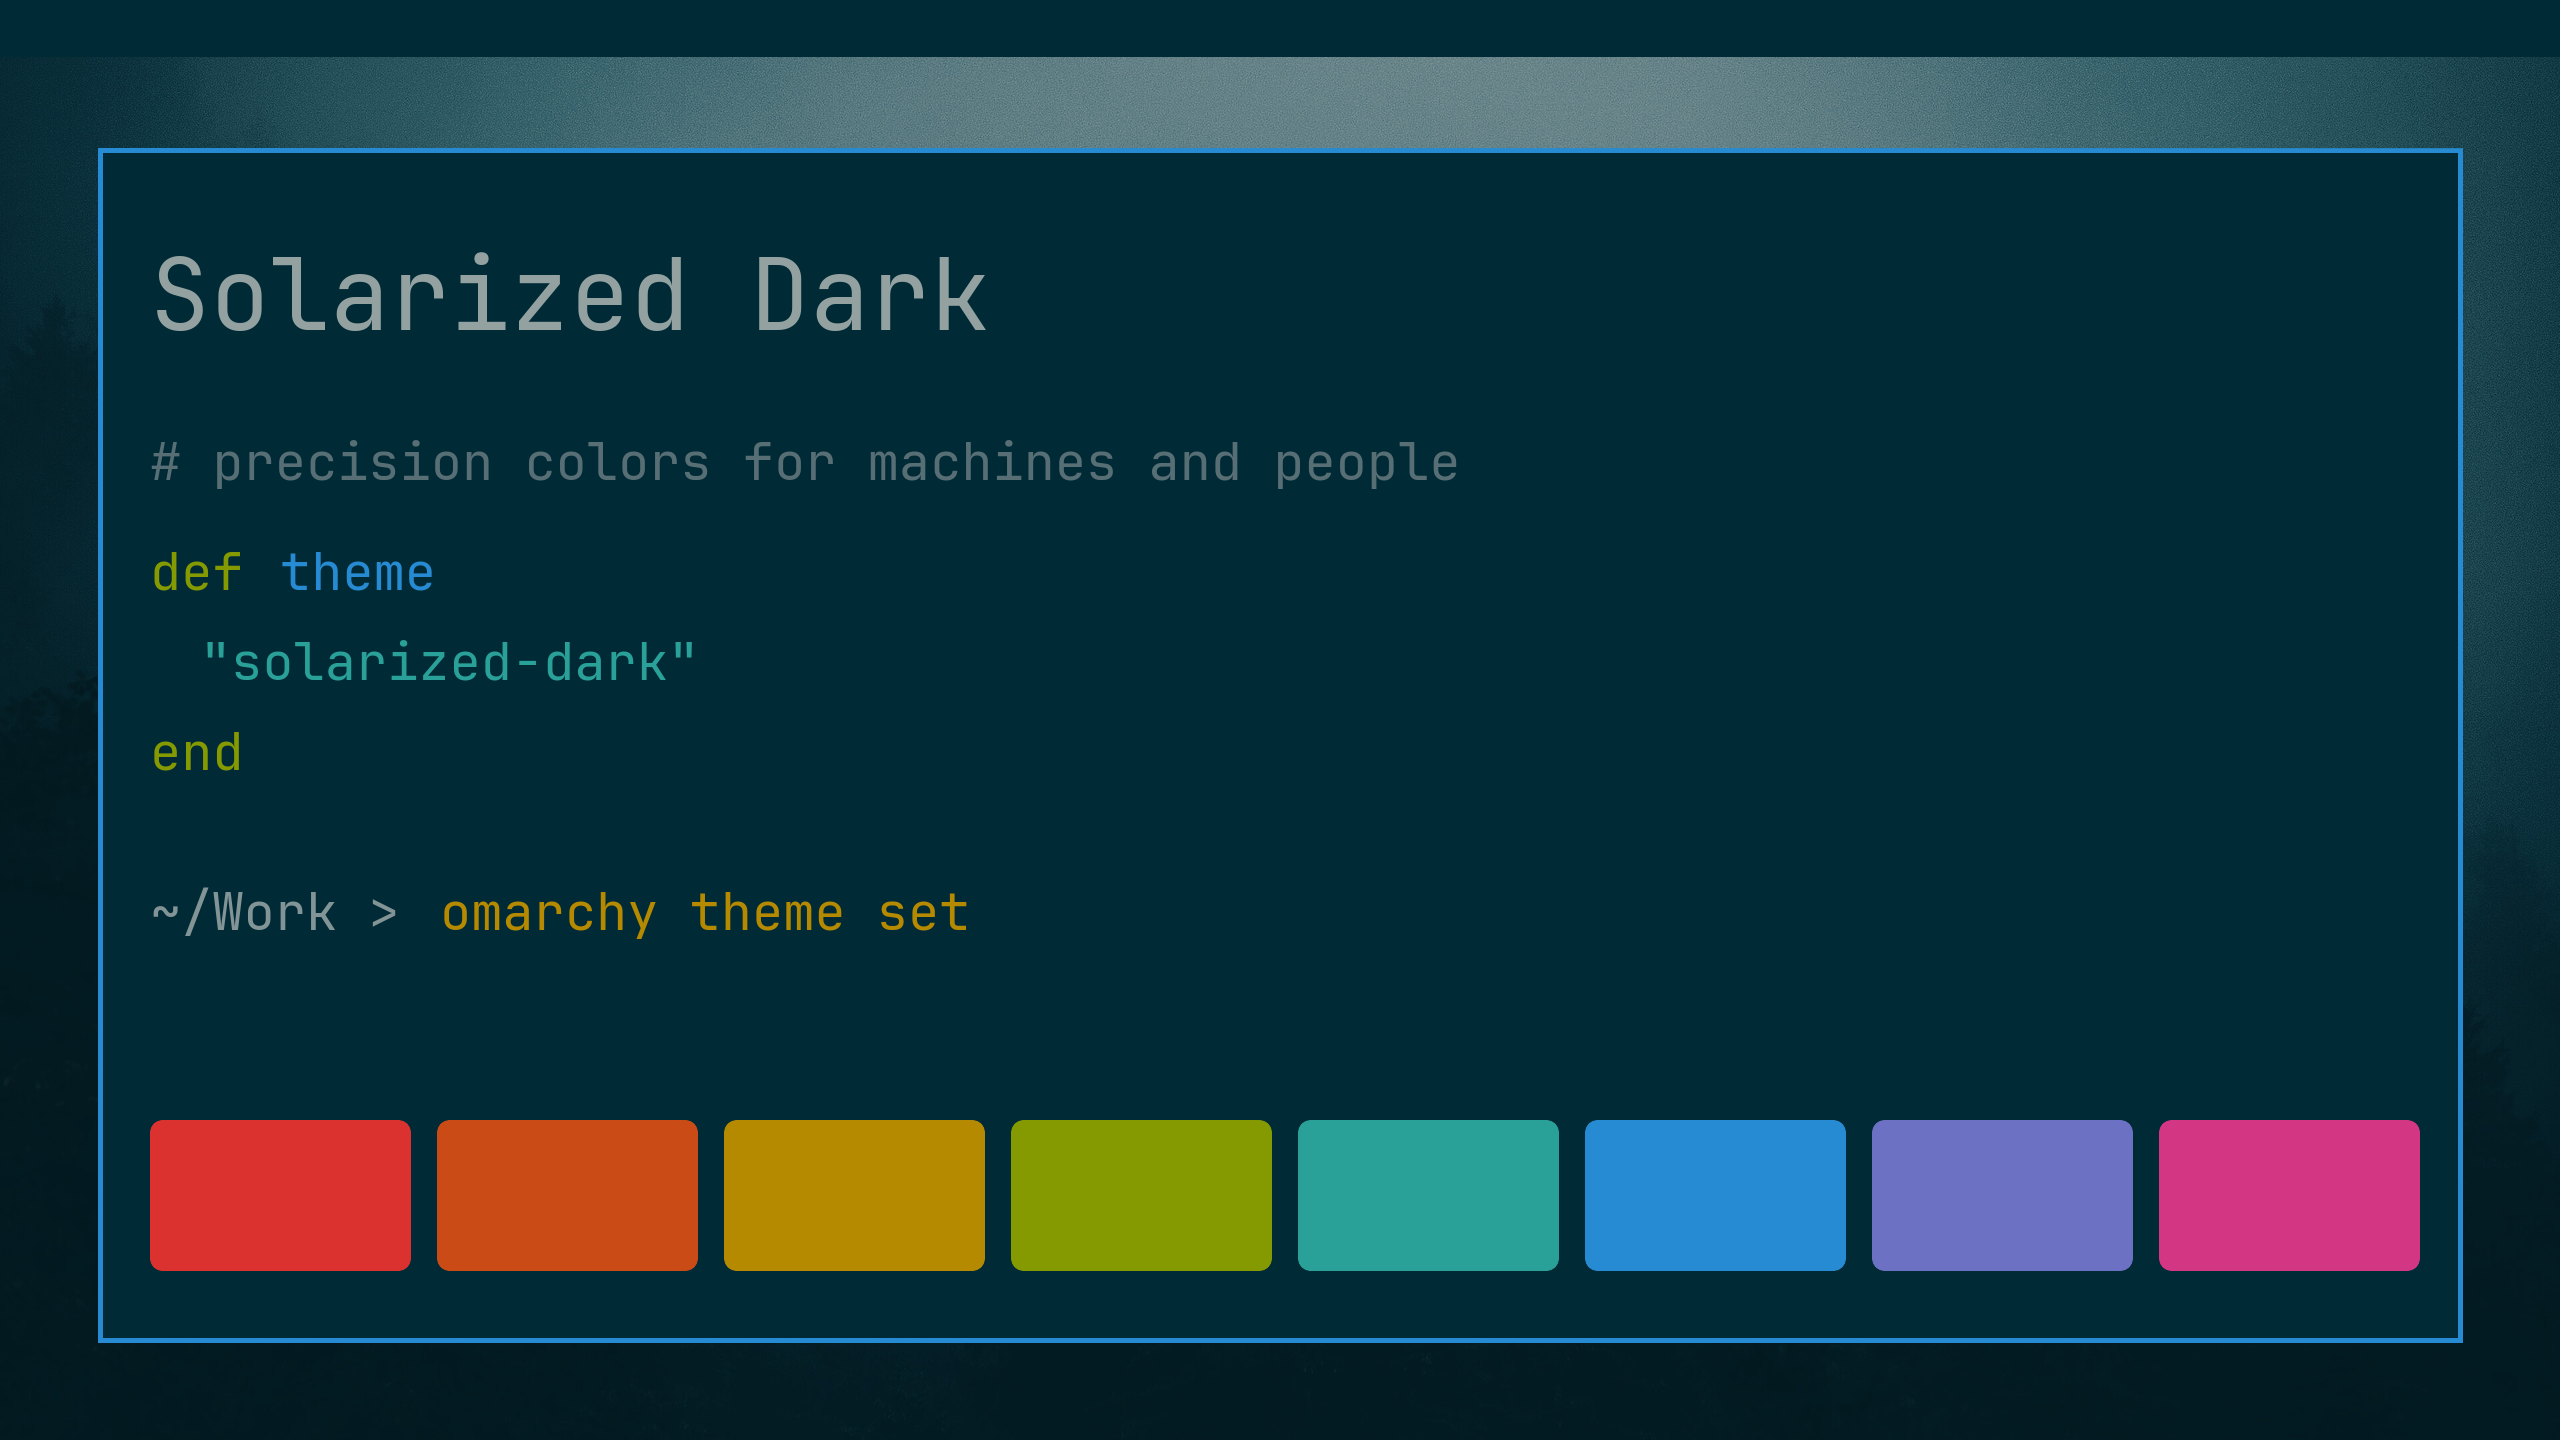 Solarized Dark
# precision colors for machines and people
def theme
  "solarized-dark"
end
~/Work > omarchy theme set